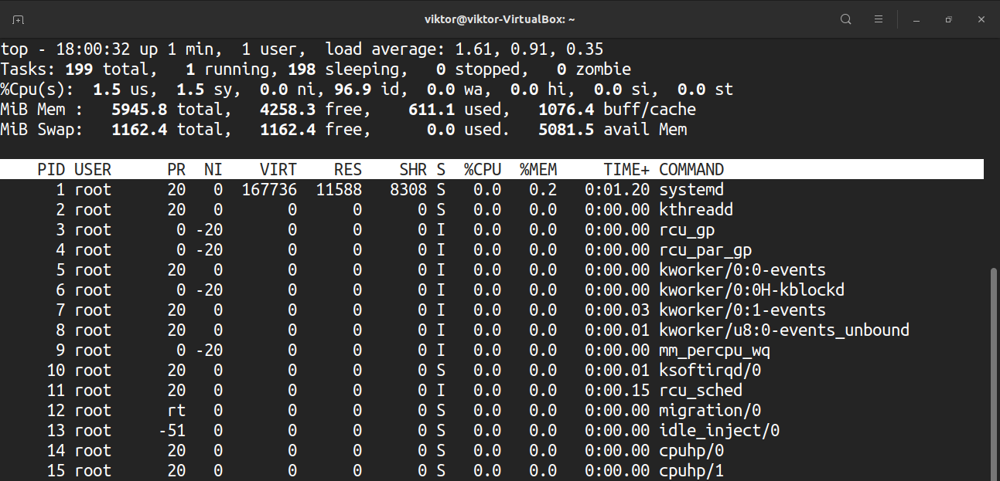 viktor@viktor-VirtualBox: ~
top - 18:00:32 up 1 min,  1 user,  load average: 1.61, 0.91, 0.35
Tasks: 199 total,   1 running, 198 sleeping,   0 stopped,   0 zombie
%Cpu(s):  1.5 us,  1.5 sy,  0.0 ni, 96.9 id,  0.0 wa,  0.0 hi,  0.0 si,  0.0 st
MiB Mem :   5945.8 total,   4258.3 free,    611.1 used,   1076.4 buff/cache
MiB Swap:   1162.4 total,   1162.4 free,      0.0 used.   5081.5 avail Mem
    PID USER      PR  NI    VIRT    RES    SHR S  %CPU  %MEM     TIME+ COMMAND
      1 root      20   0  167736  11588   8308 S   0.0   0.2   0:01.20 systemd
      2 root      20   0       0      0      0 S   0.0   0.0   0:00.00 kthreadd
      3 root       0 -20       0      0      0 I   0.0   0.0   0:00.00 rcu_gp
      4 root       0 -20       0      0      0 I   0.0   0.0   0:00.00 rcu_par_gp
      5 root      20   0       0      0      0 I   0.0   0.0   0:00.00 kworker/0:0-events
      6 root       0 -20       0      0      0 I   0.0   0.0   0:00.00 kworker/0:0H-kblockd
      7 root      20   0       0      0      0 I   0.0   0.0   0:00.03 kworker/0:1-events
      8 root      20   0       0      0      0 I   0.0   0.0   0:00.01 kworker/u8:0-events_unbound
      9 root       0 -20       0      0      0 I   0.0   0.0   0:00.00 mm_percpu_wq
     10 root      20   0       0      0      0 S   0.0   0.0   0:00.01 ksoftirqd/0
     11 root      20   0       0      0      0 I   0.0   0.0   0:00.15 rcu_sched
     12 root      rt   0       0      0      0 S   0.0   0.0   0:00.00 migration/0
     13 root     -51   0       0      0      0 S   0.0   0.0   0:00.00 idle_inject/0
     14 root      20   0       0      0      0 S   0.0   0.0   0:00.00 cpuhp/0
     15 root      20   0       0      0      0 S   0.0   0.0   0:00.00 cpuhp/1